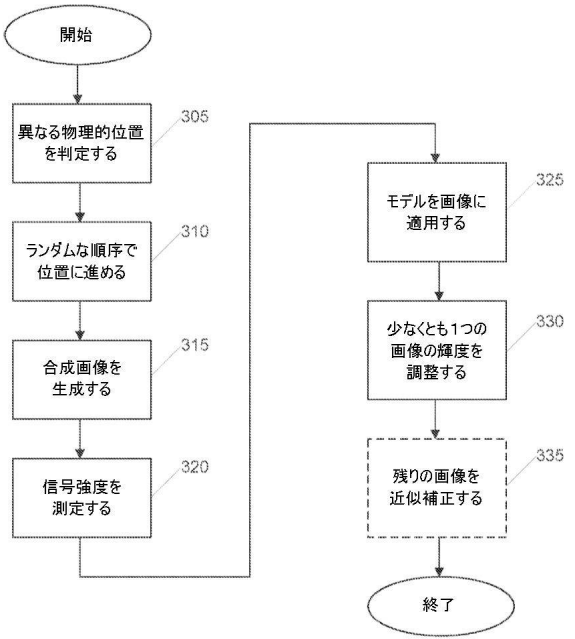 開始
異なる物理的位置
を判定する
305
ランダムな順序で
位置に進める
310
合成画像を
生成する
315
信号強度を
測定する
320
モデルを画像に
適用する
325
少なくとも1つの
画像の輝度を
調整する
330
残りの画像を
近似補正する
335
終了